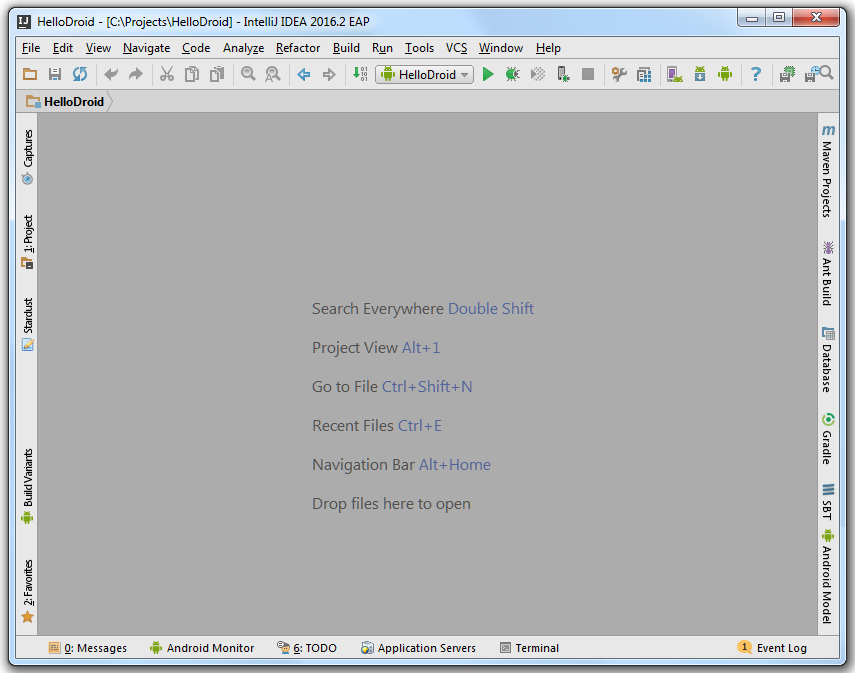 HelloDroid - [C:\Projects\HelloDroid] - IntelliJ IDEA 2016.2 EAP
File Edit View Navigate Code Analyze Refactor Build Run Tools VCS Window Help
HelloDroid
HelloDroid
Captures
1: Project
Stardust
Build Variants
2: Favorites
Search Everywhere Double Shift
Project View Alt+1
Go to File Ctrl+Shift+N
Recent Files Ctrl+E
Navigation Bar Alt+Home
Drop files here to open
m
Maven Projects
Ant Build
Database
Gradle
SBT
Android Model
0: Messages Android Monitor 6: TODO Application Servers Terminal 1 Event Log